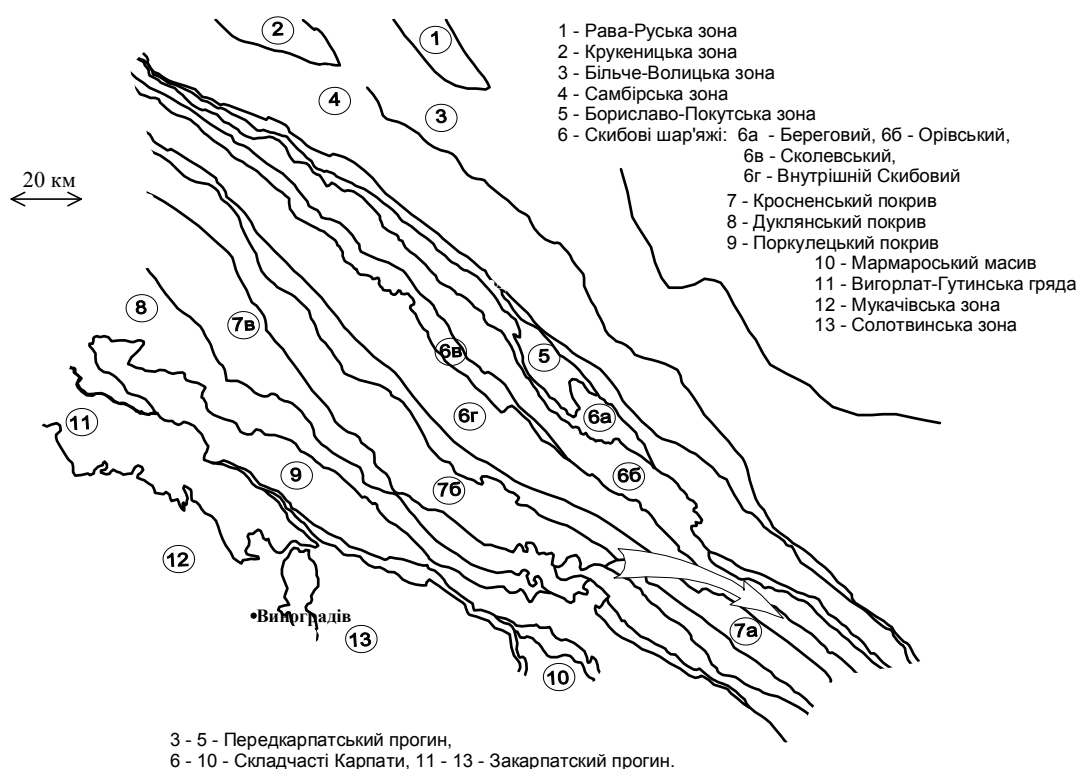 1 - Рава-Руська зона
2 - Крукеницька зона
3 - Більче-Волицька зона
4 - Самбірська зона
5 - Бориславо-Покутська зона
6 - Скибові шар'яжі: 6а - Береговий, 6б - Орівський,
6в - Сколевський,
6г - Внутрішній Скибовий
7 - Кросненський покрив
8 - Дуклянський покрив
9 - Поркулецький покрив
10 - Мармароський масив
11 - Вигорлат-Гутинська гряда
12 - Мукачівська зона
13 - Солотвинська зона
2
1
4
3
20 км
8
7в
6в
5
6г
6а
11
9
7б
6б
12
•Виноградів
13
7а
10
3 - 5 - Передкарпатський прогин,
6 - 10 - Складчасті Карпати, 11 - 13 - Закарпатский прогин.